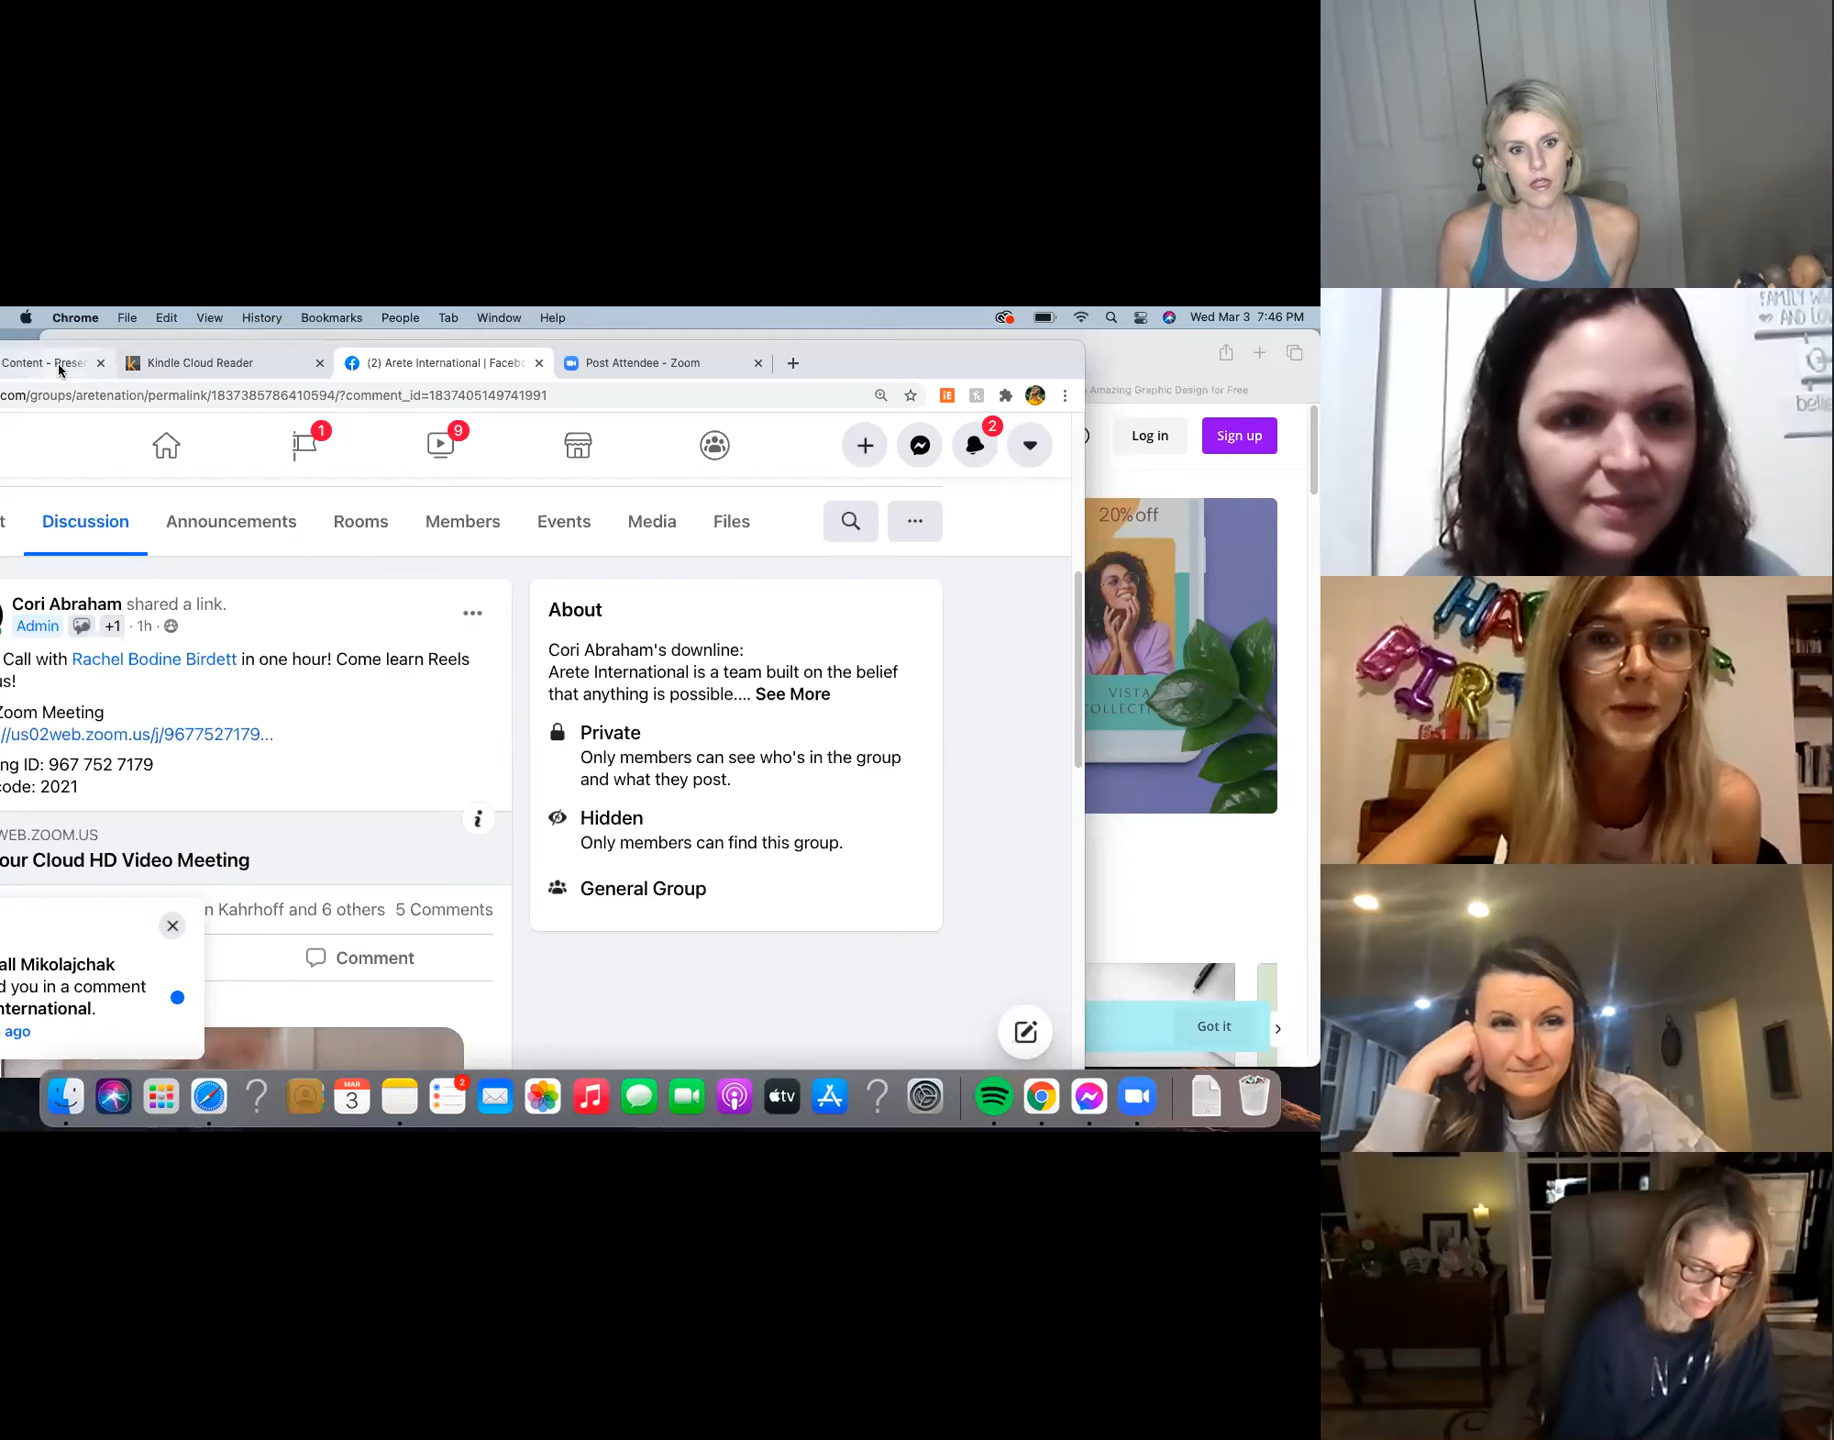 Chrome File Edit View History Bookmarks People Tab Window Help
Wed Mar 3 7:46 PM
Content - Preser
Kindle Cloud Reader
(2) Arete International | Facebo
Post Attendee - Zoom
com/groups/aretenation/permalink/1837385786410594/?comment_id=1837405149741991
Amazing Graphic Design for Free
1
9
2
Log in
Sign up
t Discussion Announcements Rooms Members Events Media Files
20% off
VISTA
COLLECTI
Cori Abraham shared a link.
Admin +1 · 1h ·
Call with Rachel Bodine Birdett in one hour! Come learn Reels
us!
Zoom Meeting
//us02web.zoom.us/j/9677527179...
ng ID: 967 752 7179
code: 2021
WEB.ZOOM.US
our Cloud HD Video Meeting
n Kahrhoff and 6 others 5 Comments
Comment
all Mikolajchak
d you in a comment
nternational.
ago
About
Cori Abraham's downline:
Arete International is a team built on the belief
that anything is possible.... See More
Private
Only members can see who's in the group
and what they post.
Hidden
Only members can find this group.
General Group
Got it
MAR
3
2
tv
FAMILY
AND LO
belie
HA
BIRT